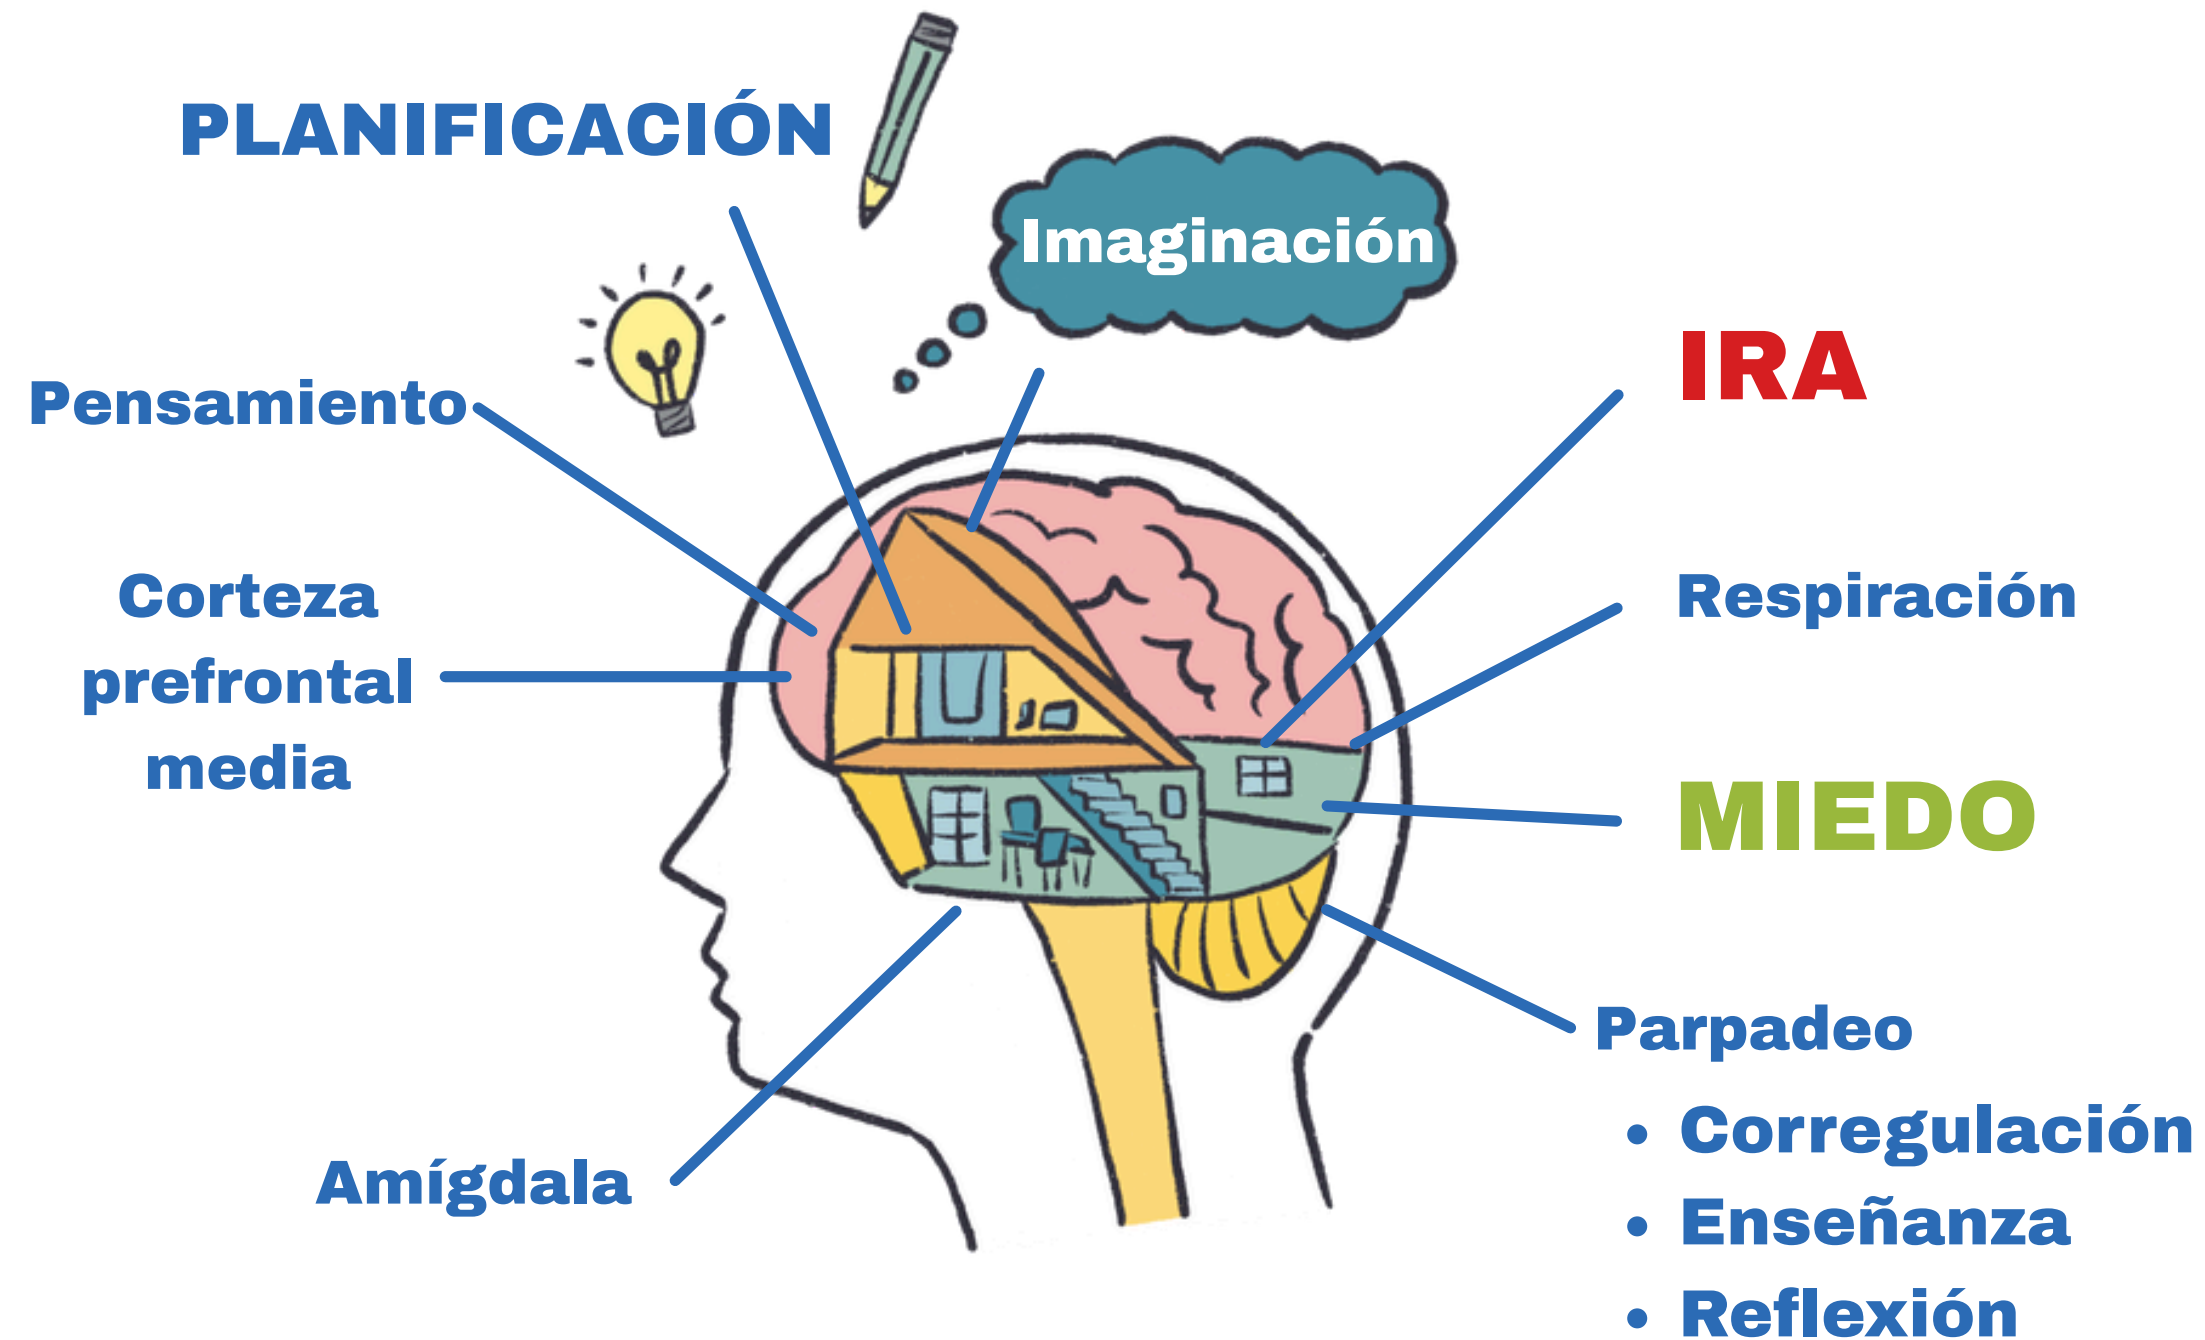 PLANIFICACIÓN
Imaginación
Pensamiento
IRA
Corteza
prefrontal
media
Respiración
MIEDO
Parpadeo
• Corregulación
• Enseñanza
• Reflexión
Amígdala